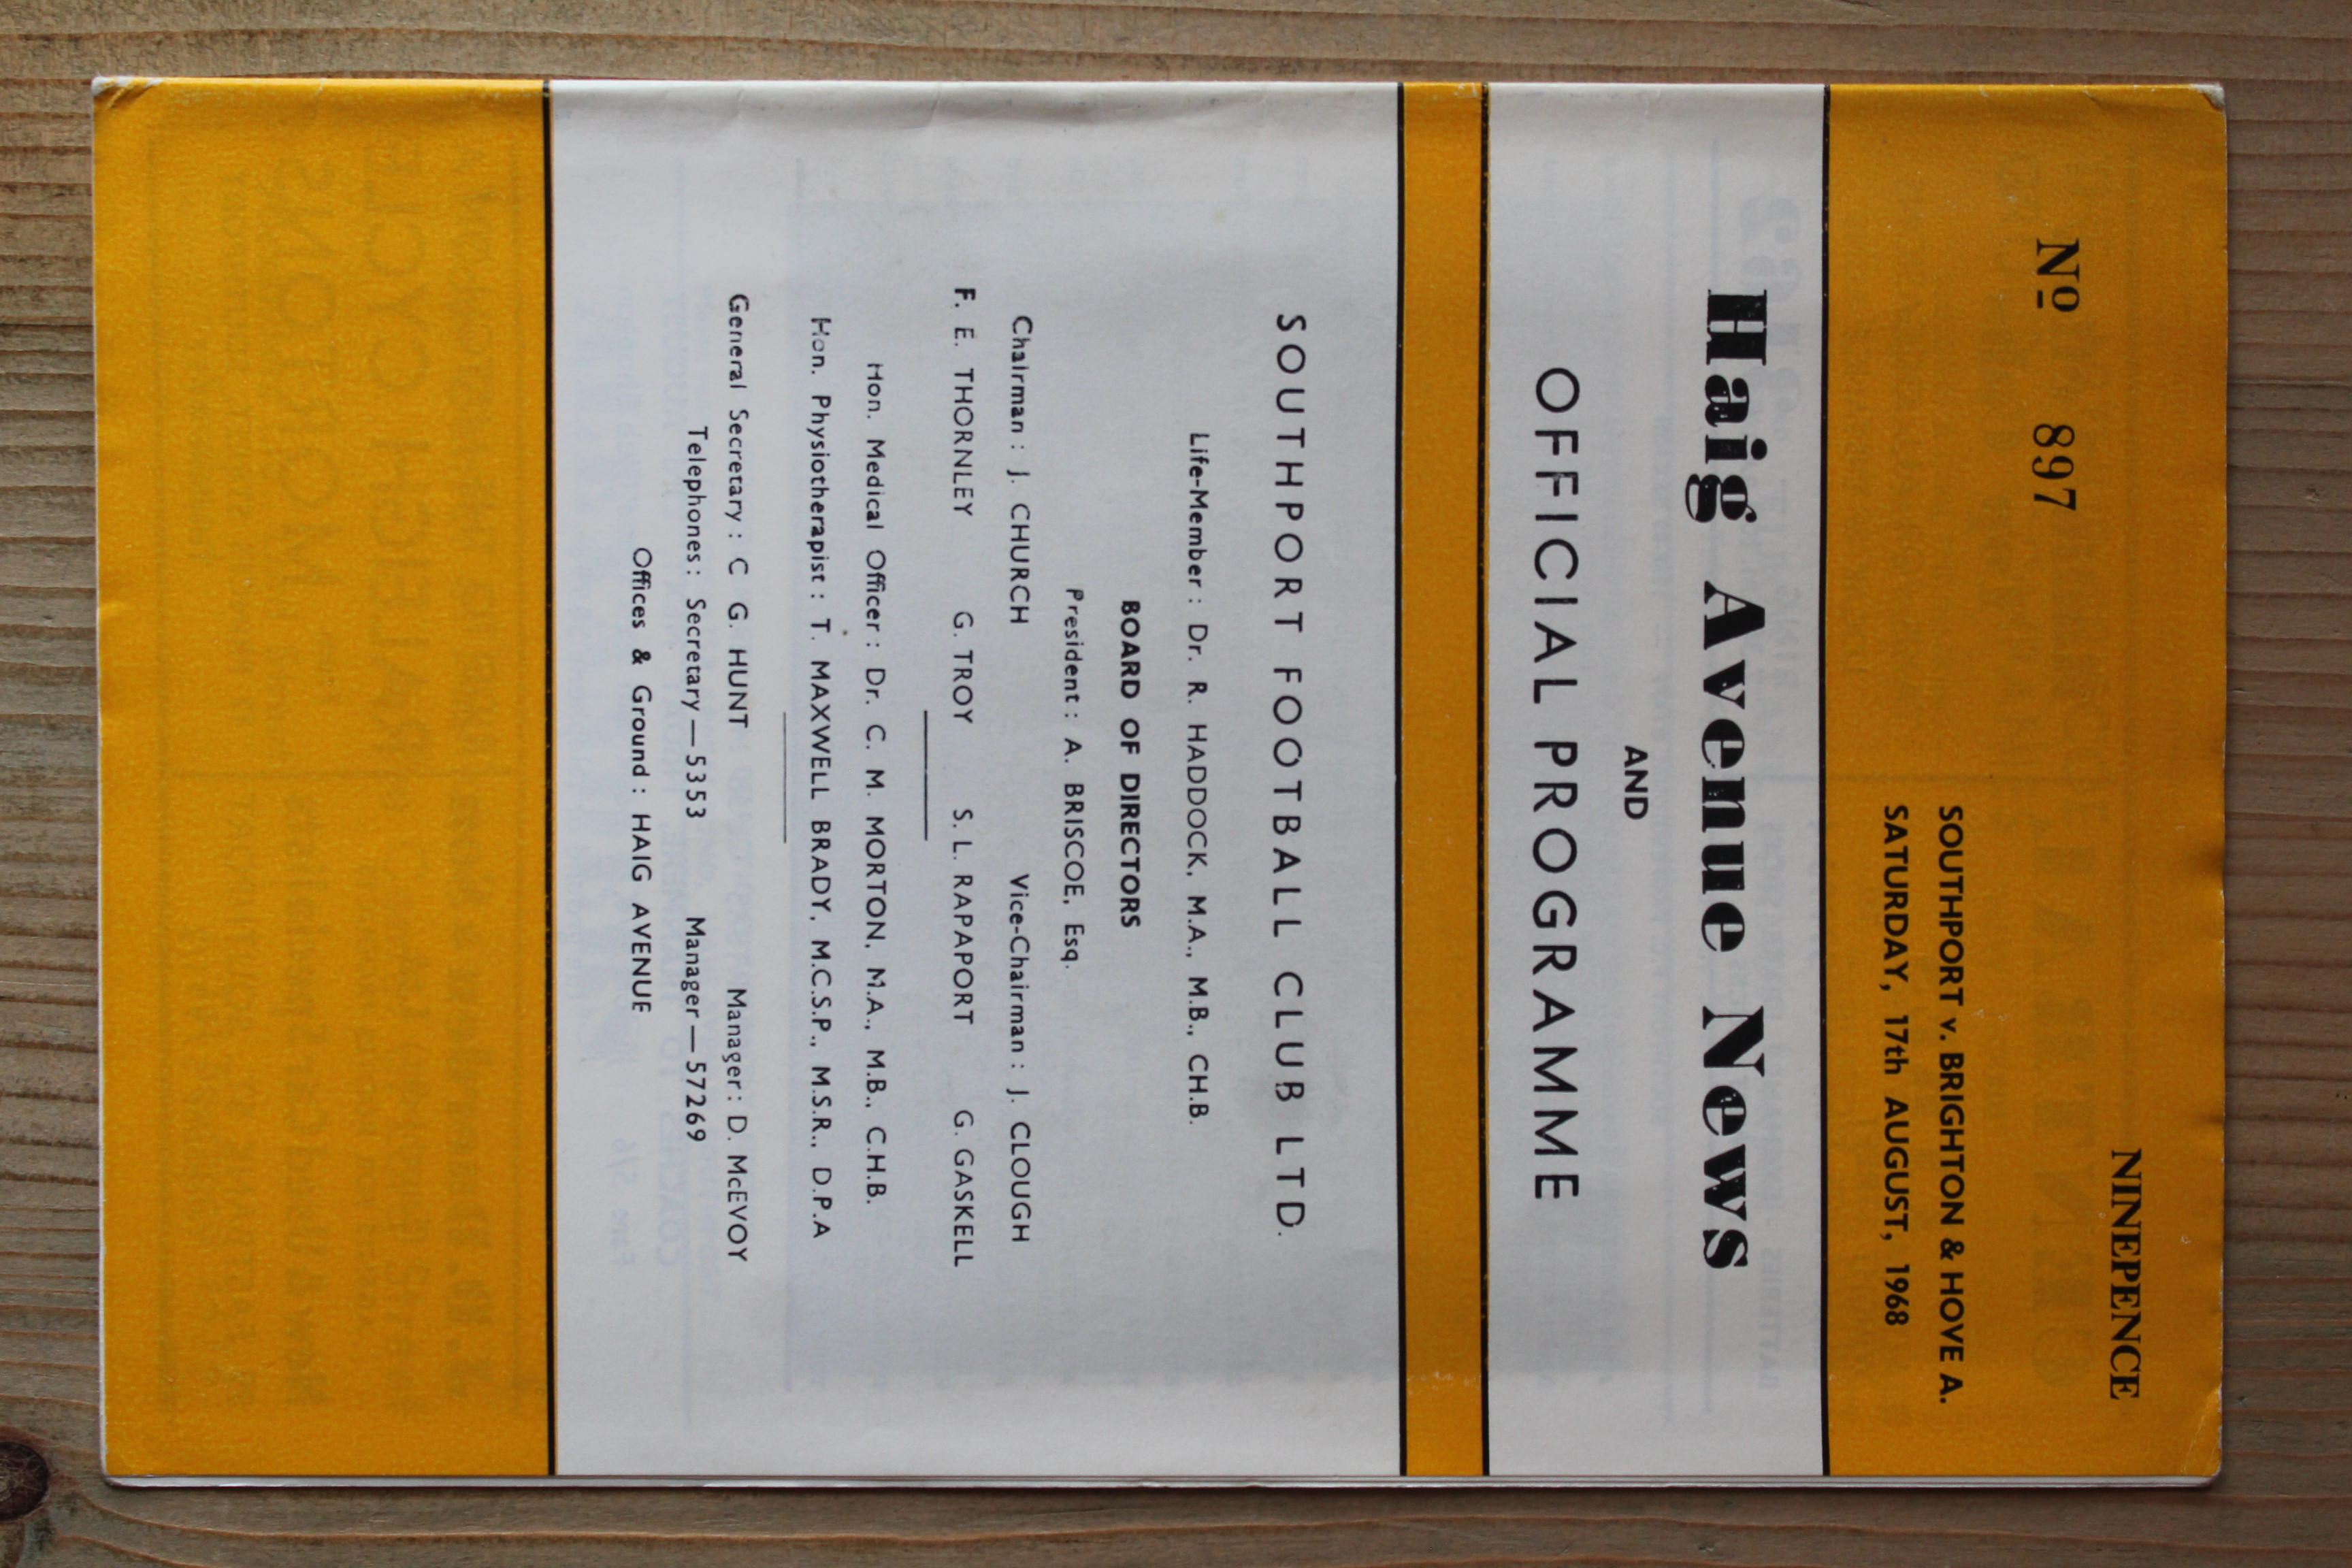 NINEPENCE
Nº 897
SOUTHPORT v. BRIGHTON & HOVE A.
SATURDAY, 17th AUGUST, 1968
Haig Avenue News
AND
OFFICIAL PROGRAMME
SOUTHPORT FOOTBALL CLUB LTD.
Life-Member : Dr. R. HADDOCK, M.A., M.B., CH.B.
BOARD OF DIRECTORS
President : A. BRISCOE, Esq.
Chairman : J. CHURCH Vice-Chairman : J. CLOUGH
F. E. THORNLEY G. TROY S. L. RAPAPORT G. GASKELL
Hon. Medical Officer : Dr. C. M. MORTON, M.A., M.B., C.H.B.
Hon. Physiotherapist : T. MAXWELL BRADY, M.C.S.P., M.S.R., D.P.A
General Secretary : C G. HUNT Manager : D. McEVOY
Telephones : Secretary — 5353 Manager — 57269
Offices & Ground : HAIG AVENUE